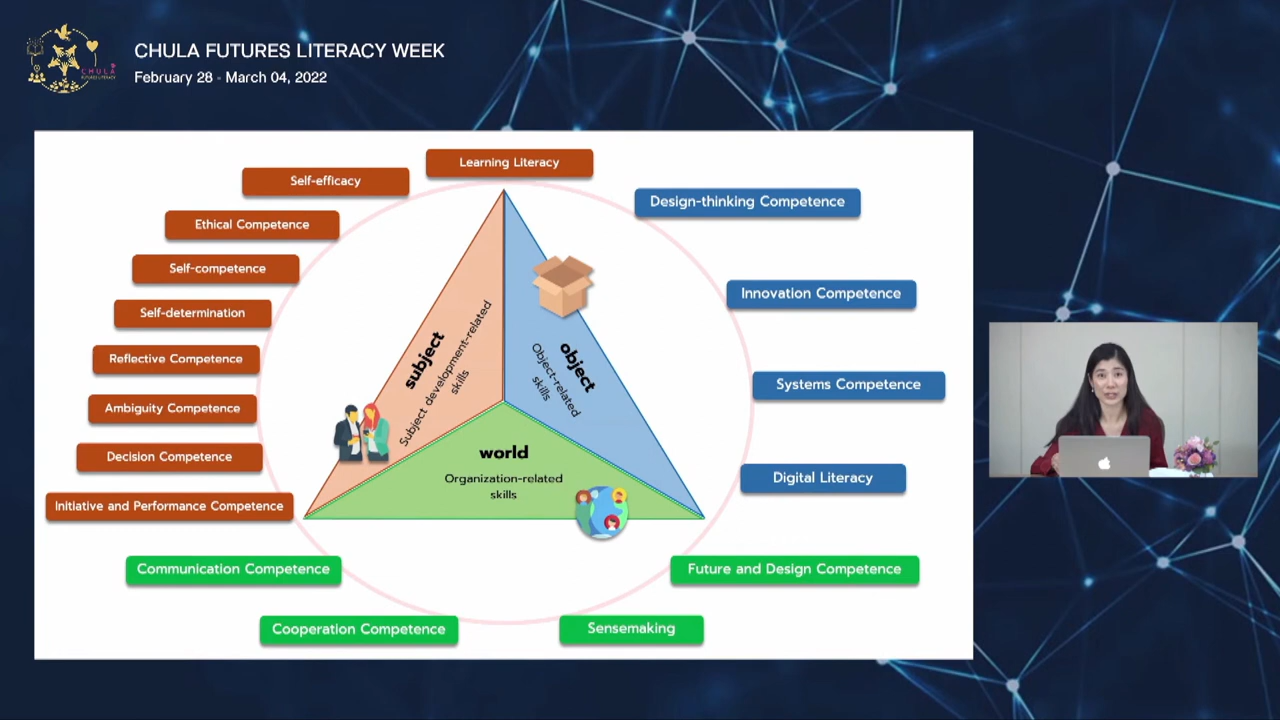 CHULA FUTURES LITERACY WEEK
February 28 - March 04, 2022
CHULA
FUTURES LITERACY
Learning Literacy
Self-efficacy
Ethical Competence
Self-competence
Self-determination
Reflective Competence
Ambiguity Competence
Decision Competence
Initiative and Performance Competence
Design-thinking Competence
Innovation Competence
Systems Competence
Digital Literacy
subject
Subject development-related
skills
object
Object-related
skills
world
Organization-related
skills
Communication Competence
Cooperation Competence
Sensemaking
Future and Design Competence